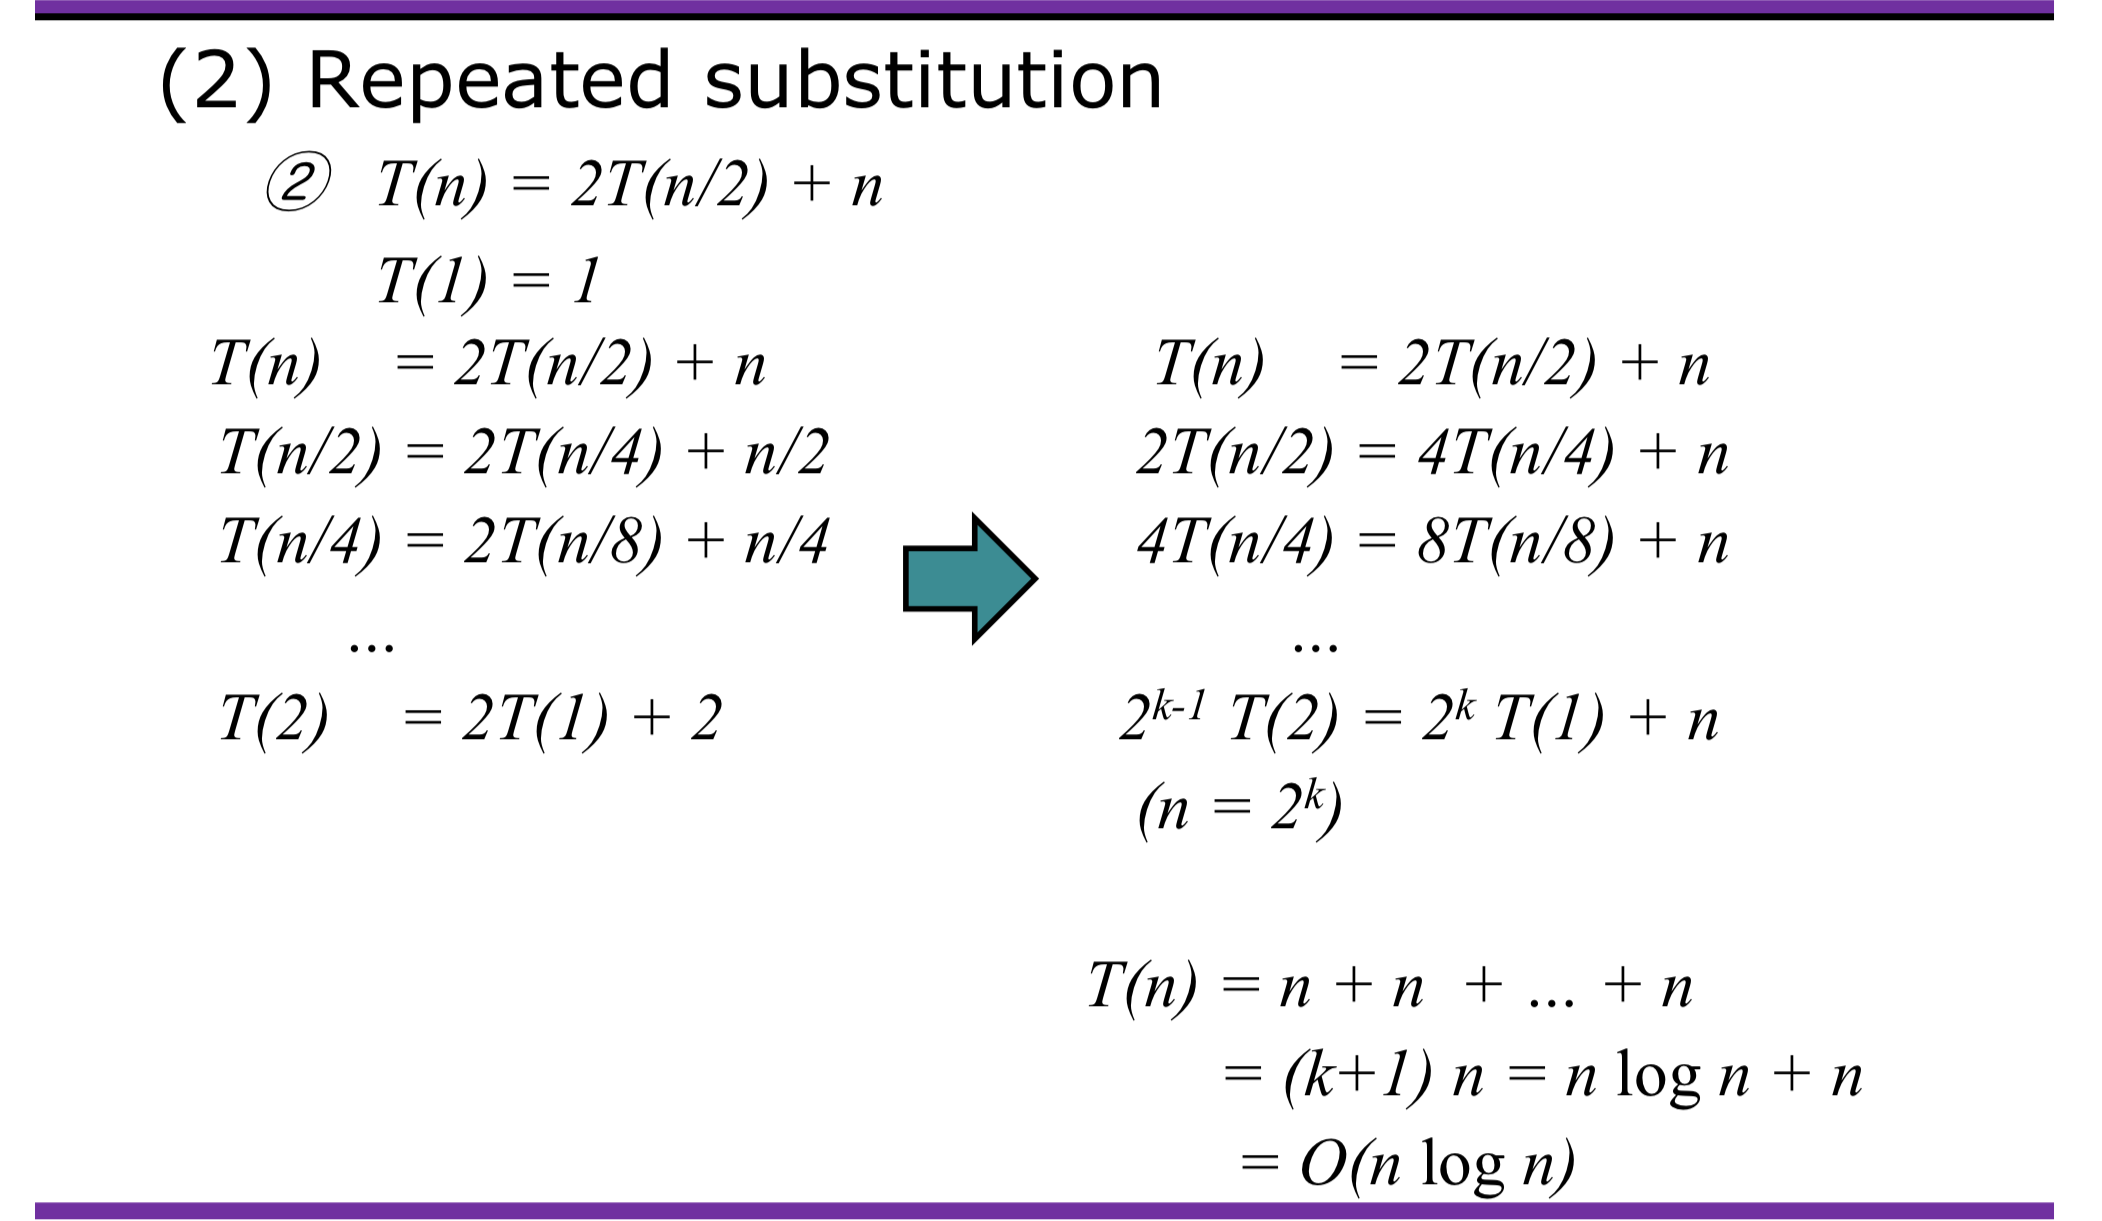 (2) Repeated substitution
② T(n) = 2T(n/2) + n
T(1) = 1
T(n) = 2T(n/2) + n
T(n/2) = 2T(n/4) + n/2
T(n/4) = 2T(n/8) + n/4
...
T(2) = 2T(1) + 2
T(n) = 2T(n/2) + n
2T(n/2) = 4T(n/4) + n
4T(n/4) = 8T(n/8) + n
...
2^{k-1} T(2) = 2^k T(1) + n
(n = 2^k)
T(n) = n + n + ... + n
= (k+1) n = n log n + n
= O(n log n)